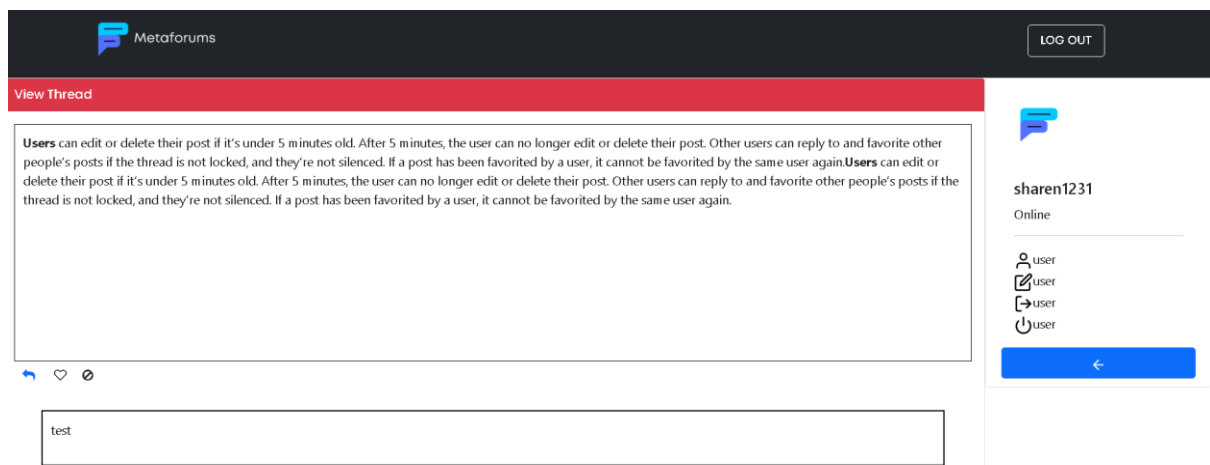 Metaforums
LOG OUT
View Thread
Users can edit or delete their post if it's under 5 minutes old. After 5 minutes, the user can no longer edit or delete their post. Other users can reply to and favorite other
people's posts if the thread is not locked, and they're not silenced. If a post has been favorited by a user, it cannot be favorited by the same user again.Users can edit or
delete their post if it's under 5 minutes old. After 5 minutes, the user can no longer edit or delete their post. Other users can reply to and favorite other people's posts if the
thread is not locked, and they're not silenced. If a post has been favorited by a user, it cannot be favorited by the same user again.
test
sharen1231
Online
user
user
user
user